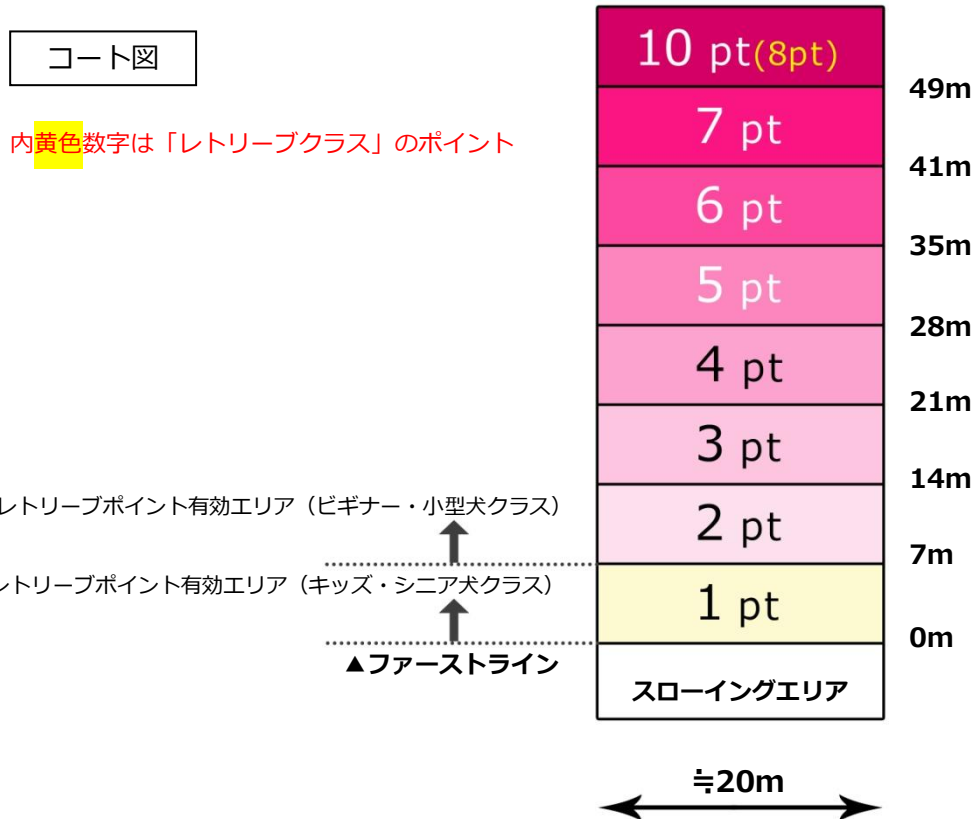 コート図
内黄色数字は「レトリーブクラス」のポイント
10 pt(8pt)
49m
7 pt
41m
6 pt
35m
5 pt
28m
4 pt
21m
3 pt
14m
レトリーブポイント有効エリア（ビギナー・小型犬クラス）
2 pt
7m
レトリーブポイント有効エリア（キッズ・シニア犬クラス）
1 pt
0m
▲ファーストライン
スローイングエリア
≒20m